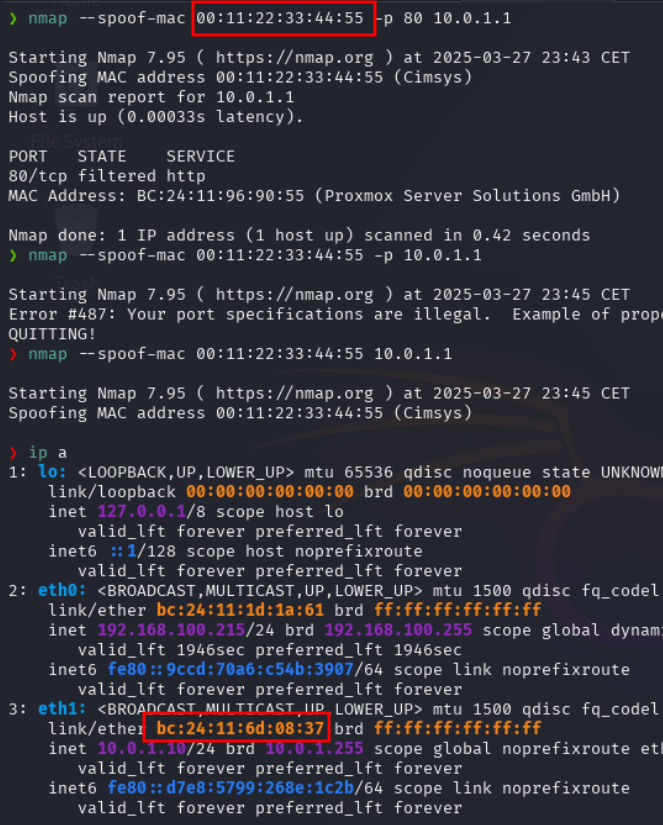 ❯ nmap --spoof-mac 00:11:22:33:44:55 -p 80 10.0.1.1
Starting Nmap 7.95 ( https://nmap.org ) at 2025-03-27 23:43 CET
Spoofing MAC address 00:11:22:33:44:55 (Cimsys)
Nmap scan report for 10.0.1.1
Host is up (0.00033s latency).
File System
PORT   STATE    SERVICE
80/tcp filtered http
MAC Address: BC:24:11:96:90:55 (Proxmox Server Solutions GmbH)
Nmap done: 1 IP address (1 host up) scanned in 0.42 seconds
❯ nmap --spoof-mac 00:11:22:33:44:55 -p 10.0.1.1
Trash
Starting Nmap 7.95 ( https://nmap.org ) at 2025-03-27 23:45 CET
Error #487: Your port specifications are illegal.  Example of prope
QUITTING!
❯ nmap --spoof-mac 00:11:22:33:44:55 10.0.1.1
Starting Nmap 7.95 ( https://nmap.org ) at 2025-03-27 23:45 CET
Spoofing MAC address 00:11:22:33:44:55 (Cimsys)
❯ ip a
1: lo: <LOOPBACK,UP,LOWER_UP> mtu 65536 qdisc noqueue state UNKNOWN
link/loopback 00:00:00:00:00:00 brd 00:00:00:00:00:00
inet 127.0.0.1/8 scope host lo
valid_lft forever preferred_lft forever
inet6 ::1/128 scope host noprefixroute
valid_lft forever preferred_lft forever
2: eth0: <BROADCAST,MULTICAST,UP,LOWER_UP> mtu 1500 qdisc fq_codel
link/ether bc:24:11:1d:1a:61 brd ff:ff:ff:ff:ff:ff
inet 192.168.100.215/24 brd 192.168.100.255 scope global dynami
valid_lft 1946sec preferred_lft 1946sec
inet6 fe80::9ccd:70a6:c54b:3907/64 scope link noprefixroute
valid_lft forever preferred_lft forever
3: eth1: <BROADCAST,MULTICAST,UP,LOWER_UP> mtu 1500 qdisc fq_codel
link/ether bc:24:11:6d:08:37 brd ff:ff:ff:ff:ff:ff
inet 10.0.1.10/24 brd 10.0.1.255 scope global noprefixroute et
valid_lft forever preferred_lft forever
inet6 fe80::d7e8:5799:268e:1c2b/64 scope link noprefixroute
valid_lft forever preferred_lft forever